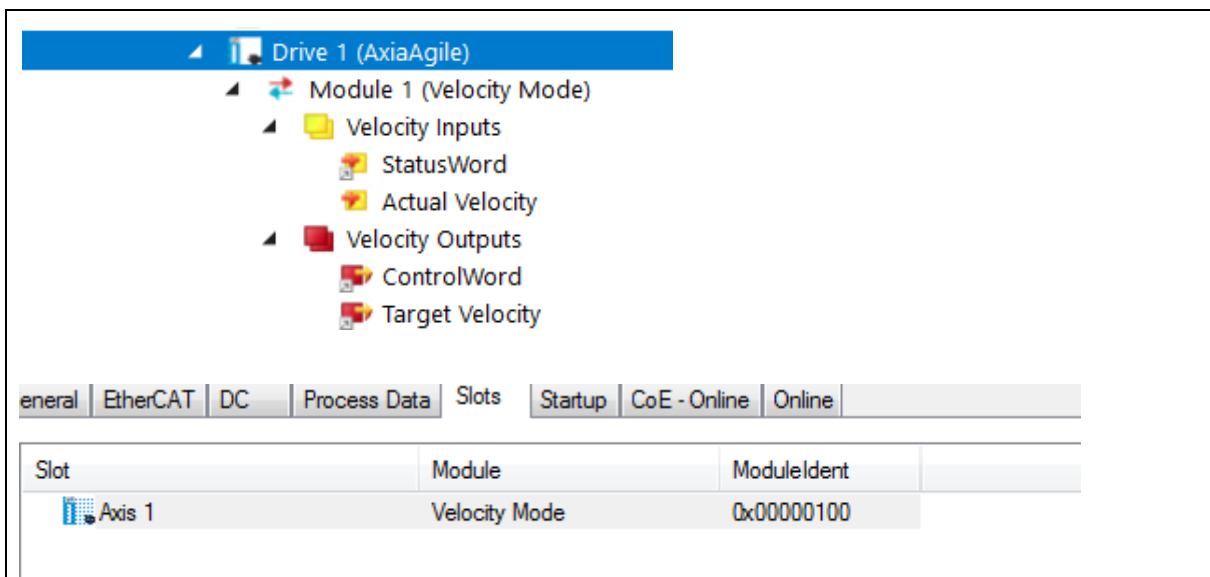 Drive 1 (AxiaAgile)
Module 1 (Velocity Mode)
Velocity Inputs
StatusWord
Actual Velocity
Velocity Outputs
ControlWord
Target Velocity
eneral EtherCAT DC Process Data Slots Startup CoE - Online Online
Slot Module ModuleIdent
Axis 1 Velocity Mode 0x00000100